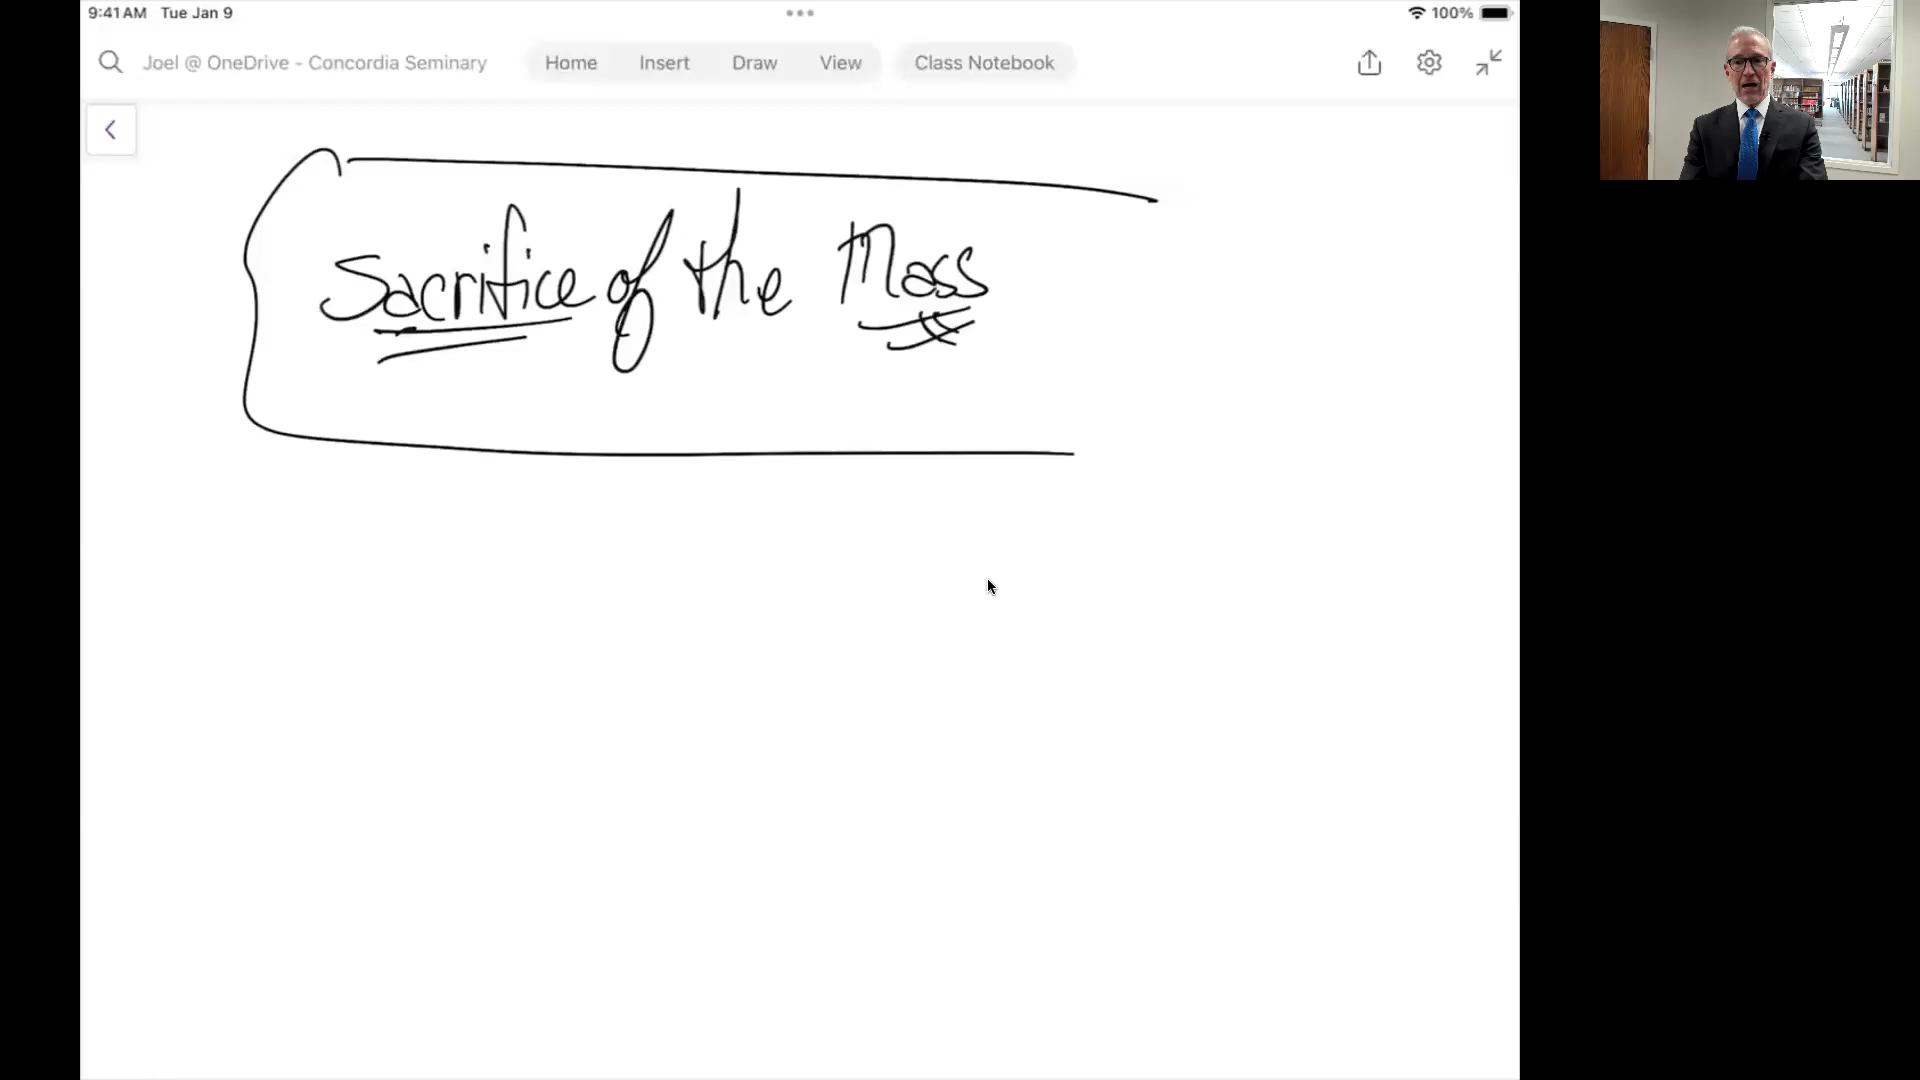 9:41 AM Tue Jan 9
100%
Joel @ OneDrive - Concordia Seminary
Home Insert Draw View Class Notebook
Sacrifice of the Mass